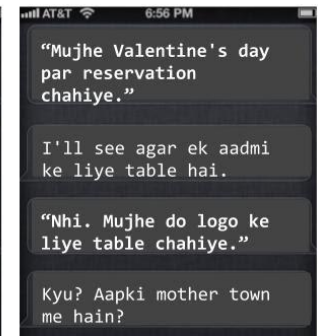 AT&T 6:56 PM
“Mujhe Valentine's day
par reservation
chahiye.”
I'll see agar ek aadmi
ke liye table hai.
“Nhi. Mujhe do logo ke
liye table chahiye.”
Kyu? Aapki mother town
me hain?